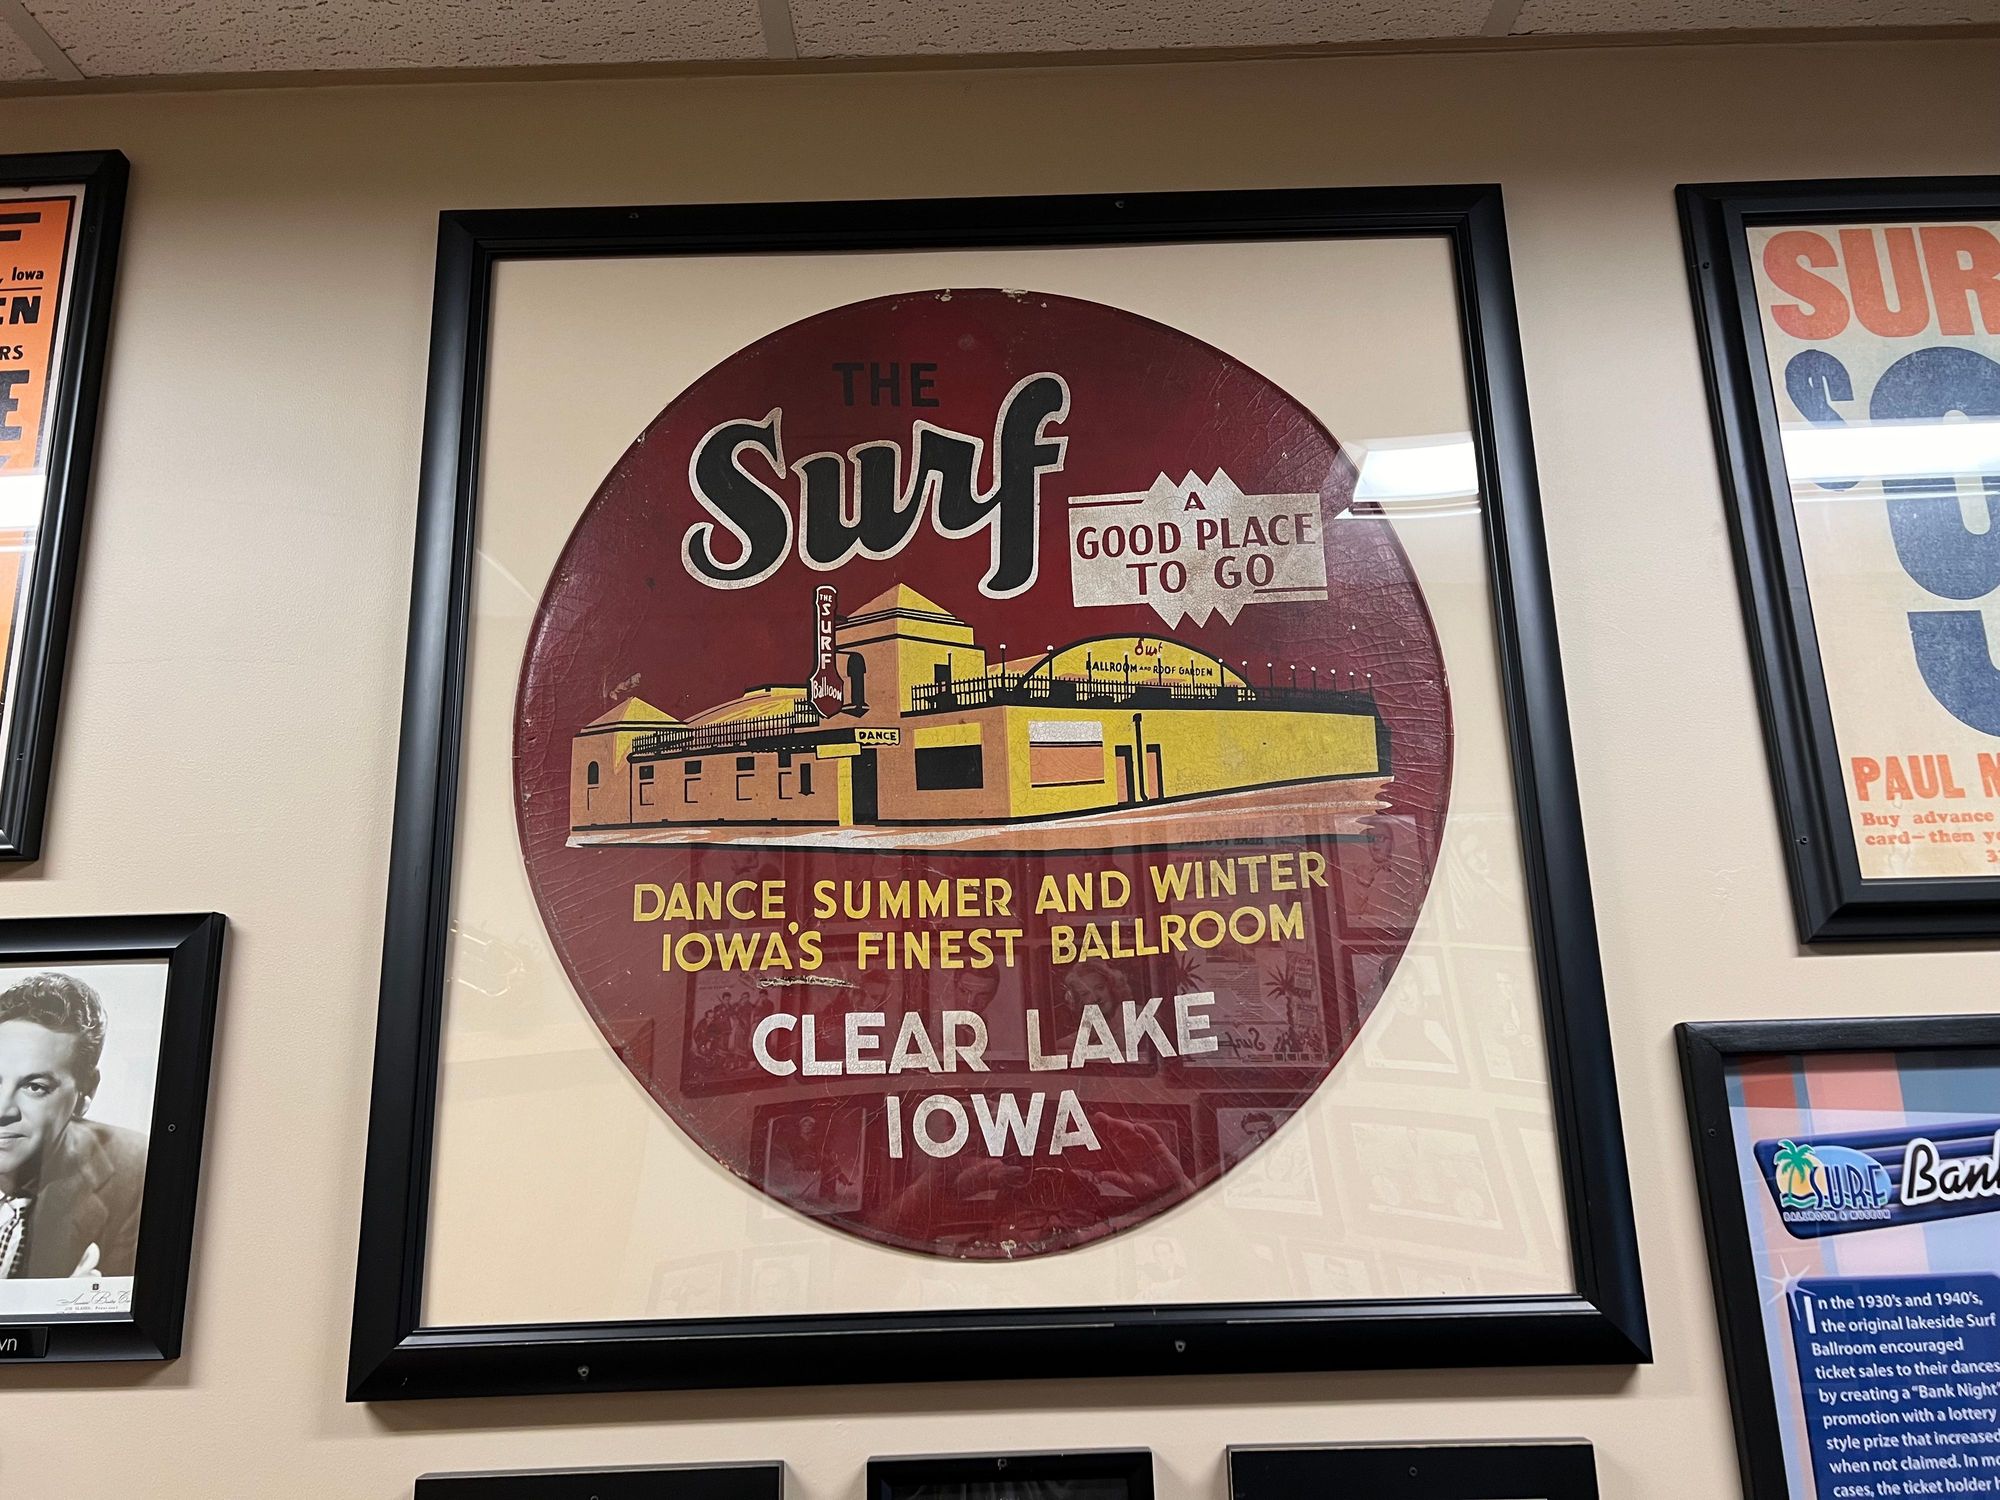 THE
Surf
A
GOOD PLACE
TO GO
THE
SURF
Ballroom
Surf
BALLROOM AND ROOF GARDEN
DANCE
DANCE, SUMMER AND WINTER
IOWA'S FINEST BALLROOM
CLEAR LAKE
IOWA
F
, Iowa
EN
RS
E
vn
SUR
PAUL
Buy advance
card—then
SURF
BALLROOM & MUSEUM
Bank
In the 1930's and 1940's,
the original lakeside Surf
Ballroom encouraged
ticket sales to their dances
by creating a "Bank Night"
promotion with a lottery
style prize that increased
when not claimed. In
cases, the ticket holder